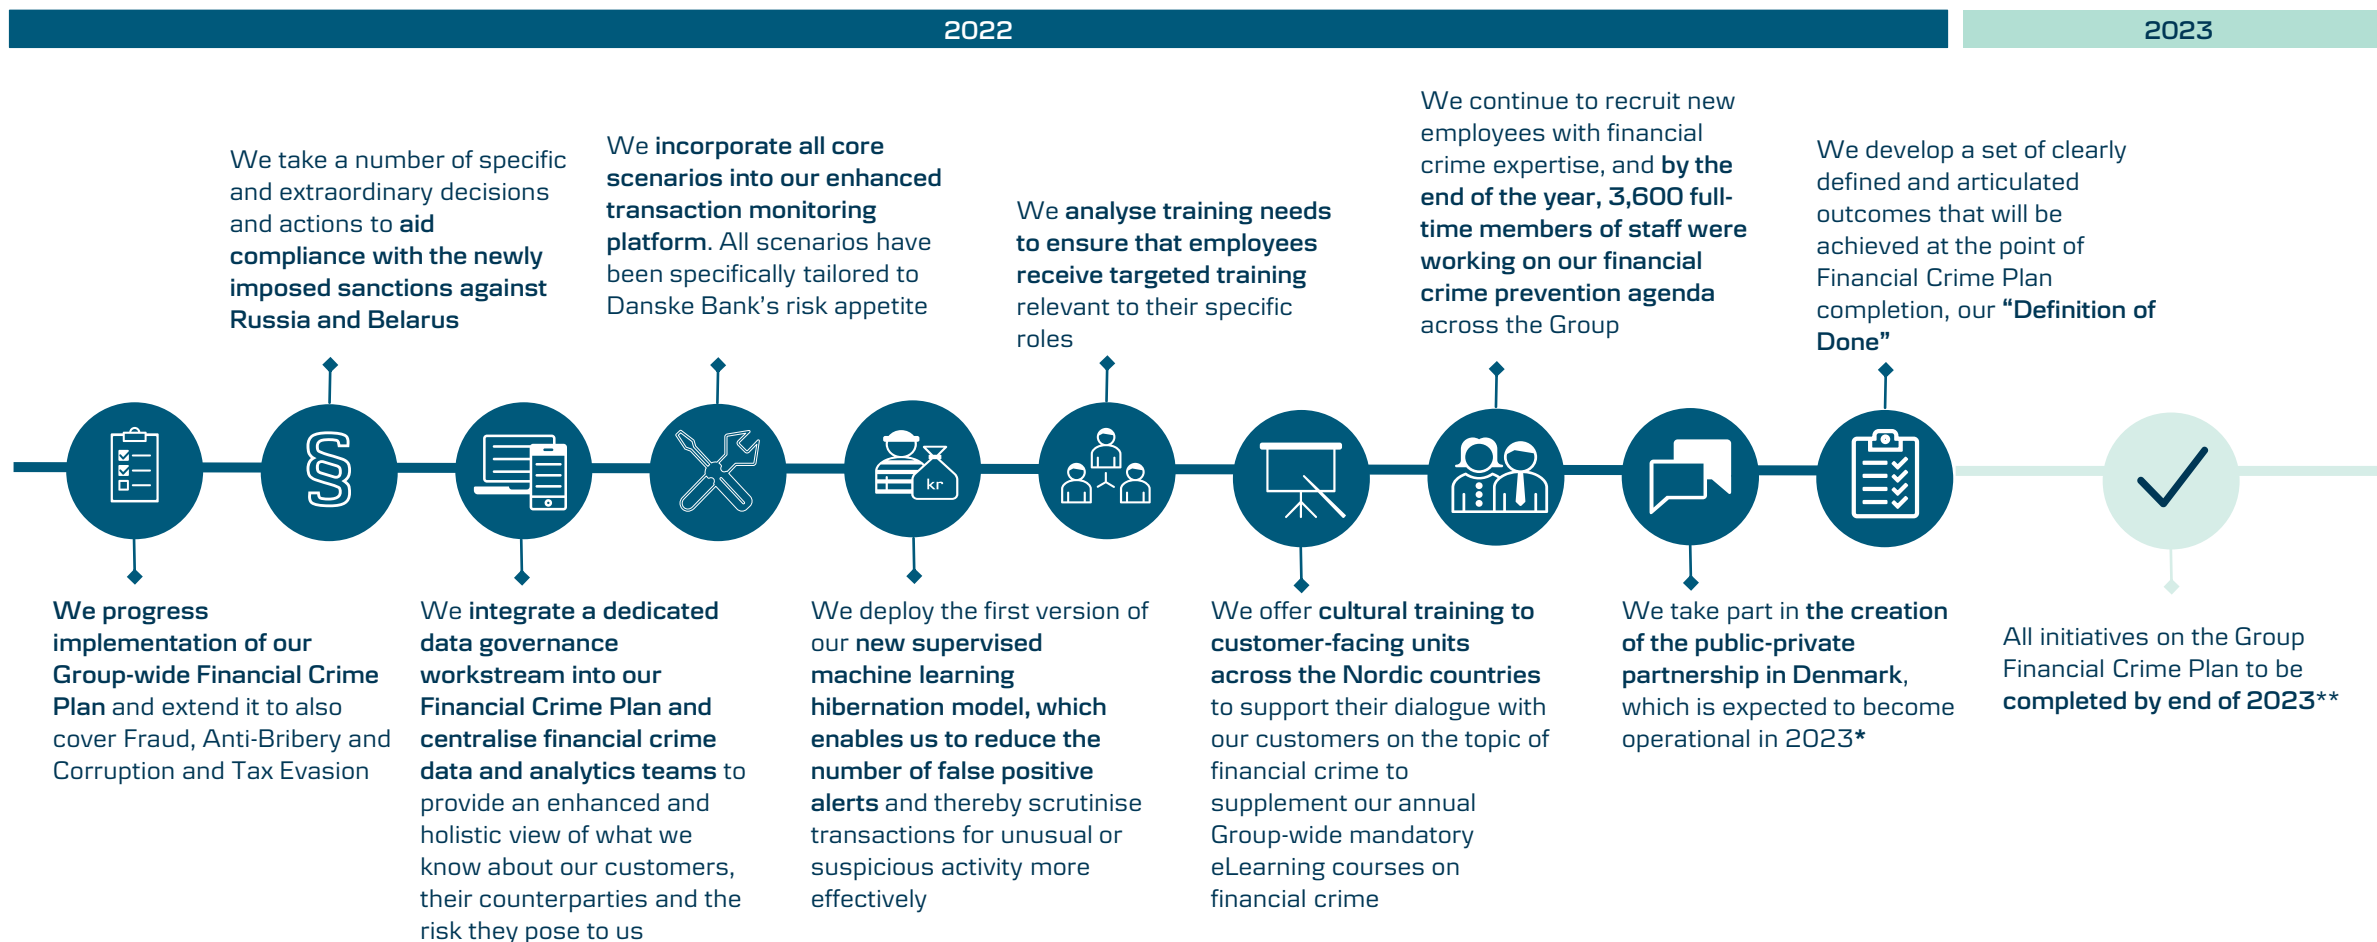 2022
2023
We progress
implementation of our
Group-wide Financial Crime
Plan and extend it to also
cover Fraud, Anti-Bribery and
Corruption and Tax Evasion
We take a number of specific
and extraordinary decisions
and actions to aid
compliance with the newly
imposed sanctions against
Russia and Belarus
We integrate a dedicated
data governance
workstream into our
Financial Crime Plan and
centralise financial crime
data and analytics teams to
provide an enhanced and
holistic view of what we
know about our customers,
their counterparties and the
risk they pose to us
We incorporate all core
scenarios into our enhanced
transaction monitoring
platform. All scenarios have
been specifically tailored to
Danske Bank's risk appetite
We deploy the first version of
our new supervised
machine learning
hibernation model, which
enables us to reduce the
number of false positive
alerts and thereby scrutinise
transactions for unusual or
suspicious activity more
effectively
We analyse training needs
to ensure that employees
receive targeted training
relevant to their specific
roles
We offer cultural training to
customer-facing units
across the Nordic countries
to support their dialogue with
our customers on the topic of
financial crime to
supplement our annual
Group-wide mandatory
eLearning courses on
financial crime
We continue to recruit new
employees with financial
crime expertise, and by the
end of the year, 3,600 full-
time members of staff were
working on our financial
crime prevention agenda
across the Group
We take part in the creation
of the public-private
partnership in Denmark,
which is expected to become
operational in 2023*
We develop a set of clearly
defined and articulated
outcomes that will be
achieved at the point of
Financial Crime Plan
completion, our “Definition of
Done”
All initiatives on the Group
Financial Crime Plan to be
completed by end of 2023**
§
kr